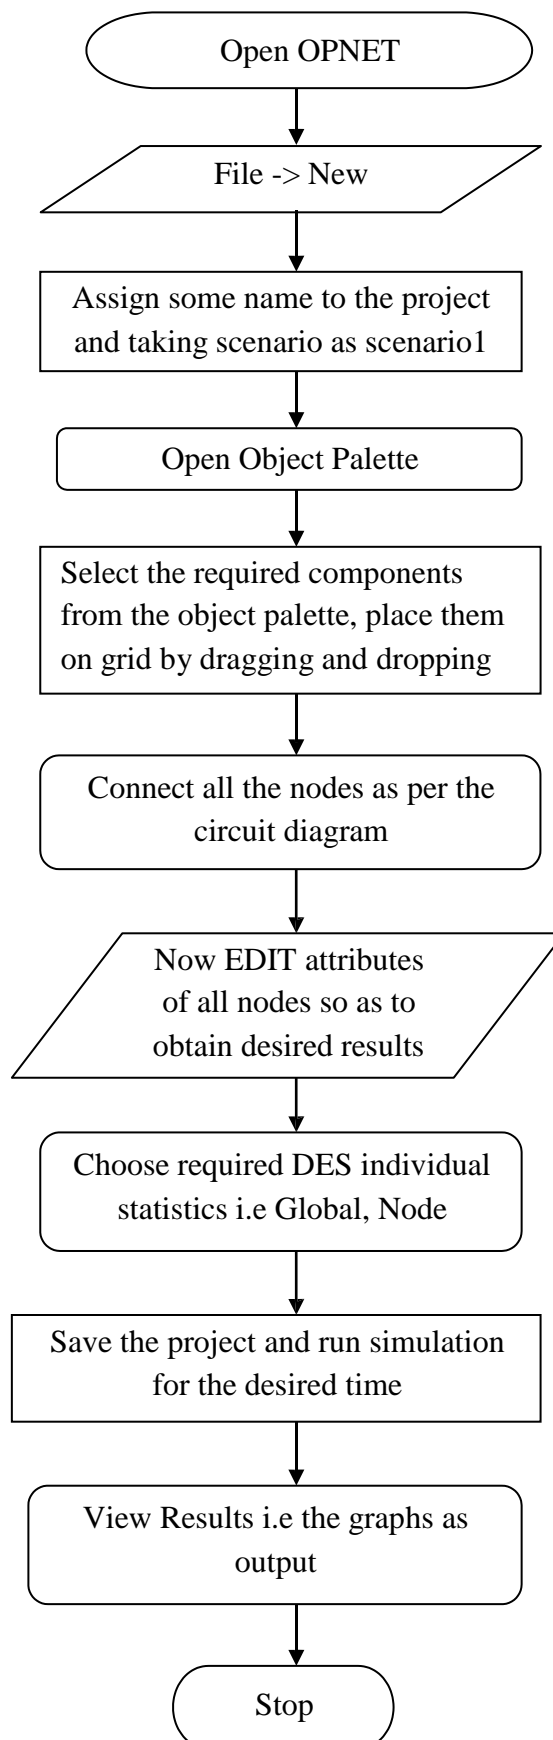 Open OPNET
File -> New
Assign some name to the project
and taking scenario as scenario1
Open Object Palette
Select the required components
from the object palette, place them
on grid by dragging and dropping
Connect all the nodes as per the
circuit diagram
Now EDIT attributes
of all nodes so as to
obtain desired results
Choose required DES individual
statistics i.e Global, Node
Save the project and run simulation
for the desired time
View Results i.e the graphs as
output
Stop